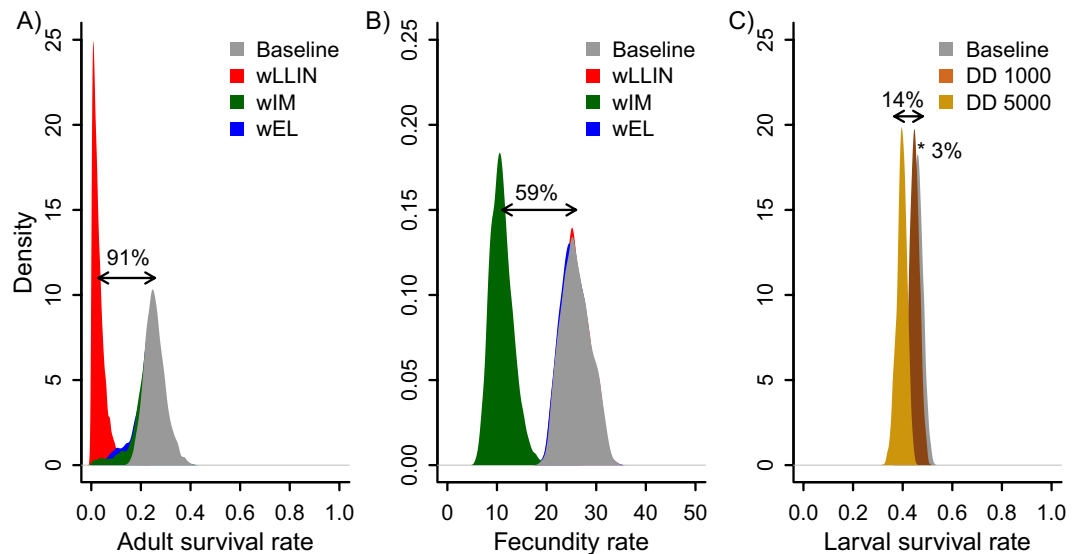 A)
Density
0 5 10 15 20 25
Baseline
wLLIN
wIM
wEL
91%
0.0 0.2 0.4 0.6 0.8 1.0
Adult survival rate
B)
0.00 0.05 0.10 0.15 0.20 0.25
Baseline
wLLIN
wIM
wEL
59%
0 10 20 30 40 50
Fecundity rate
C)
0 5 10 15 20 25
Baseline
DD 1000
DD 5000
14%
* 3%
0.0 0.2 0.4 0.6 0.8 1.0
Larval survival rate